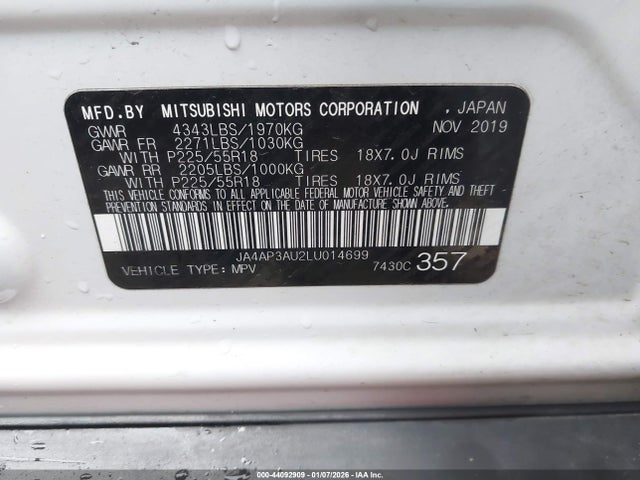 MFD.BY MITSUBISHI MOTORS CORPORATION , JAPAN
GVWR 4343LBS/1970KG NOV 2019
GAWR FR 2271LBS/1030KG
WITH P225/55R18 TIRES 18X7.0J RIMS
GAWR RR 2205LBS/1000KG
WITH P225/55R18 TIRES 18X7.0J RIMS
THIS VEHICLE CONFORMS TO ALL APPLICABLE FEDERAL MOTOR VEHICLE SAFETY AND THEFT
PREVENTION STANDARDS IN EFFECT ON THE DATE OF MANUFACTURE SHOWN ABOVE.
JA4AP3AU2LU014699
VEHICLE TYPE: MPV 7430C 357
000-44092909 - 01/07/2026 - IAA Inc.